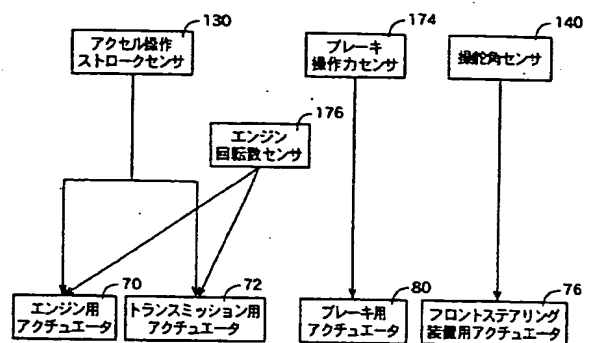 130
アクセル操作
ストロークセンサ
174
ブレーキ
操作力センサ
140
操舵角センサ
176
エンジン
回転数センサ
70
エンジン用
アクチュエータ
72
トランスミッション用
アクチュエータ
80
ブレーキ用
アクチュエータ
76
フロントステアリング
装置用アクチュエータ